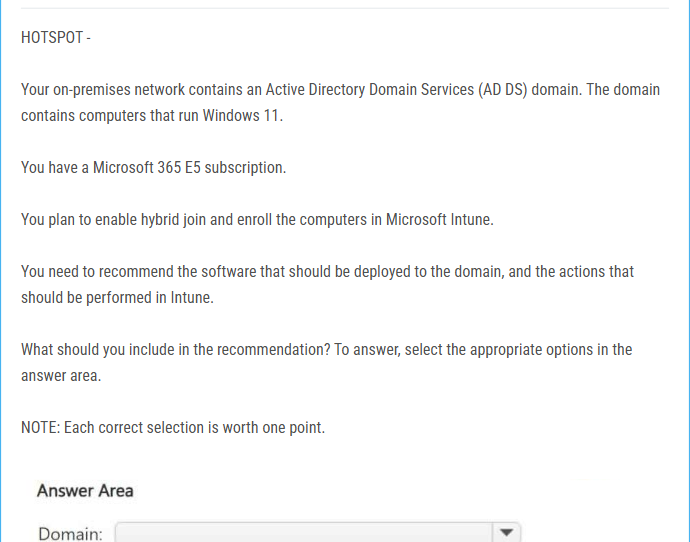 HOTSPOT -
Your on-premises network contains an Active Directory Domain Services (AD DS) domain. The domain
contains computers that run Windows 11.
You have a Microsoft 365 E5 subscription.
You plan to enable hybrid join and enroll the computers in Microsoft Intune.
You need to recommend the software that should be deployed to the domain, and the actions that
should be performed in Intune.
What should you include in the recommendation? To answer, select the appropriate options in the
answer area.
NOTE: Each correct selection is worth one point.
Answer Area
Domain: